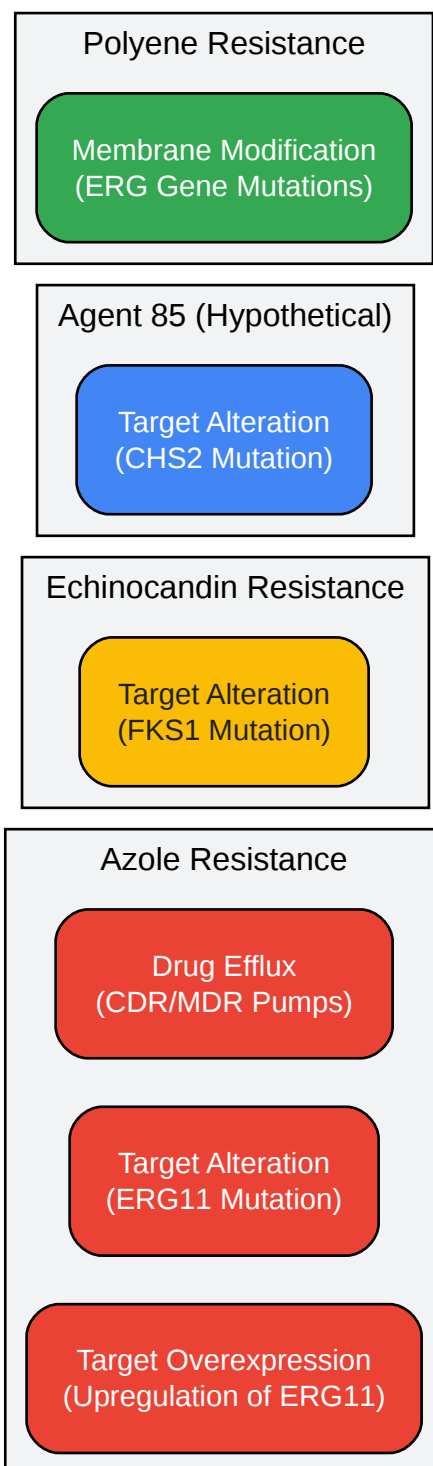 Polyene Resistance
Membrane Modification
(ERG Gene Mutations)
Agent 85 (Hypothetical)
Target Alteration
(CHS2 Mutation)
Echinocandin Resistance
Target Alteration
(FKS1 Mutation)
Azole Resistance
Drug Efflux
(CDR/MDR Pumps)
Target Alteration
(ERG11 Mutation)
Target Overexpression
(Upregulation of ERG11)